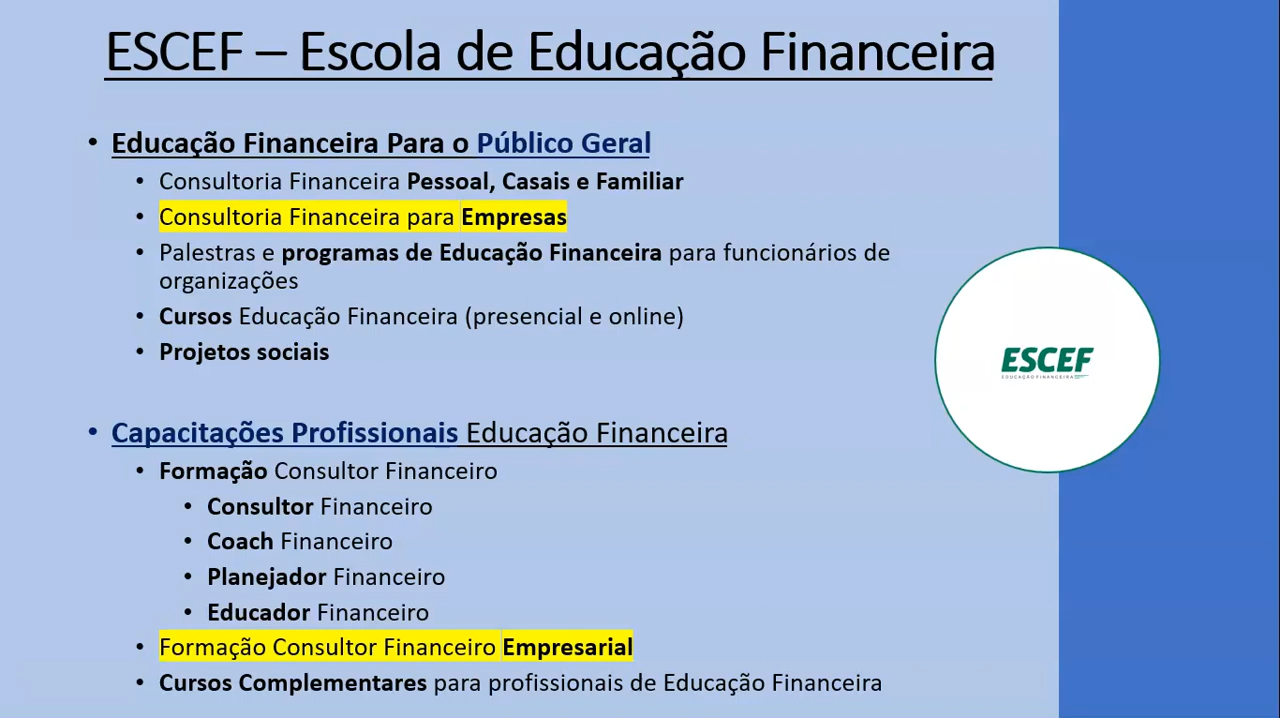 ESCEF – Escola de Educação Financeira
• Educação Financeira Para o Público Geral
• Consultoria Financeira Pessoal, Casais e Familiar
• Consultoria Financeira para Empresas
• Palestras e programas de Educação Financeira para funcionários de
organizações
• Cursos Educação Financeira (presencial e online)
• Projetos sociais
ESCEF
EDUCAÇÃO FINANCEIRA
• Capacitações Profissionais Educação Financeira
• Formação Consultor Financeiro
• Consultor Financeiro
• Coach Financeiro
• Planejador Financeiro
• Educador Financeiro
• Formação Consultor Financeiro Empresarial
• Cursos Complementares para profissionais de Educação Financeira